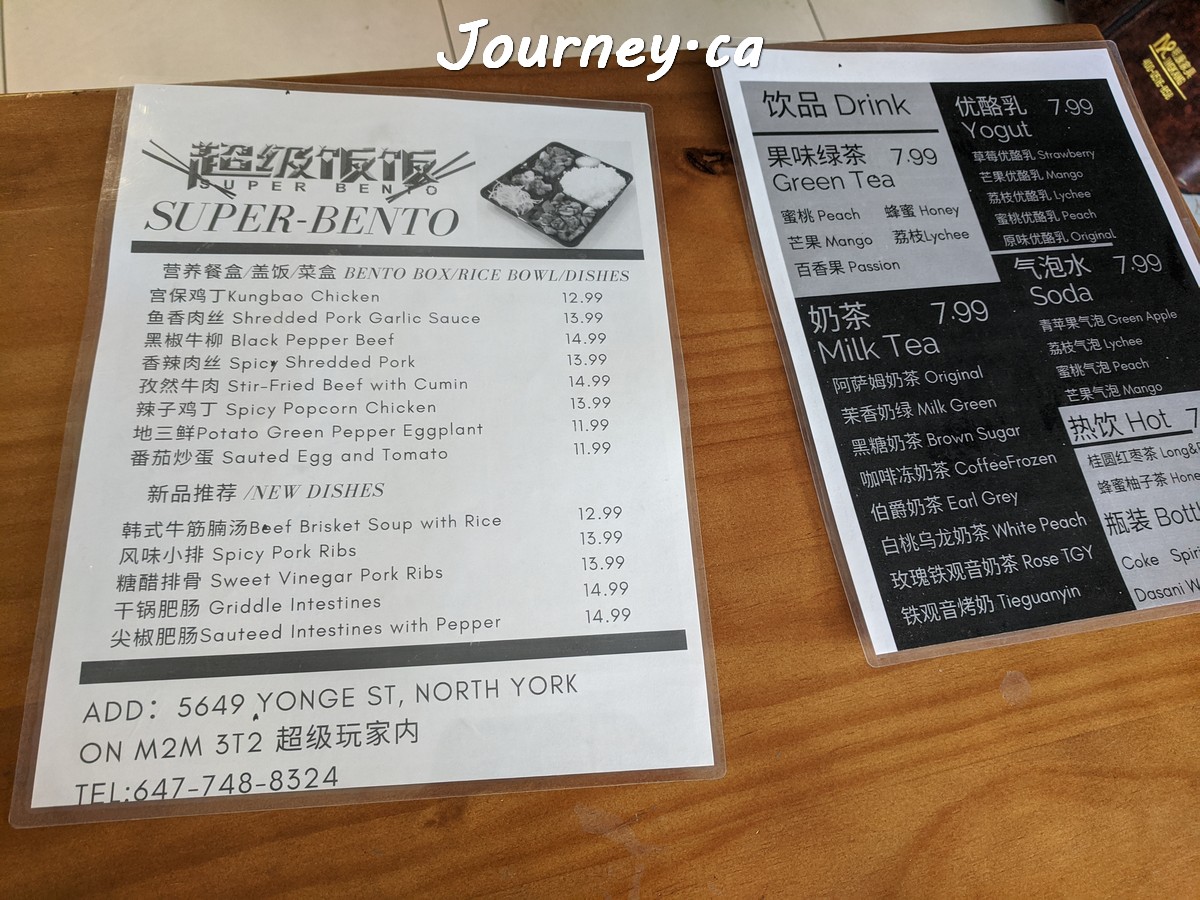 Journey.ca
超级饭饭
SUPER BENTO
SUPER-BENTO
营养餐盒/盖饭/菜盒 BENTO BOX/RICE BOWL/DISHES
宫保鸡丁Kungbao Chicken 12.99
鱼香肉丝 Shredded Pork Garlic Sauce 13.99
黑椒牛柳 Black Pepper Beef 14.99
香辣肉丝 Spicy Shredded Pork 13.99
孜然牛肉 Stir-Fried Beef with Cumin 14.99
辣子鸡丁 Spicy Popcorn Chicken 13.99
地三鲜Potato Green Pepper Eggplant 11.99
番茄炒蛋 Sauted Egg and Tomato 11.99
新品推荐 /NEW DISHES
韩式牛筋腩汤Beef Brisket Soup with Rice 12.99
风味小排 Spicy Pork Ribs 13.99
糖醋排骨 Sweet Vinegar Pork Ribs 13.99
干锅肥肠 Griddle Intestines 14.99
尖椒肥肠Sauteed Intestines with Pepper 14.99
ADD：5649 YONGE ST, NORTH YORK
ON M2M 3T2 超级玩家内
TEL:647-748-8324
饮品 Drink
果味绿茶 7.99
Green Tea
蜜桃 Peach 蜂蜜 Honey
芒果 Mango 荔枝Lychee
百香果 Passion
奶茶 7.99
Milk Tea
阿萨姆奶茶 Original
茉香奶绿 Milk Green
黑糖奶茶 Brown Sugar
咖啡冻奶茶 CoffeeFrozen
伯爵奶茶 Earl Grey
白桃乌龙奶茶 White Peach
玫瑰铁观音奶茶 Rose TGY
铁观音烤奶 Tieguanyin
优酪乳 7.99
Yogut
草莓优酪乳 Strawberry
芒果优酪乳 Mango
荔枝优酪乳 Lychee
蜜桃优酪乳 Peach
原味优酪乳 Original
气泡水 7.99
Soda
青苹果气泡 Green Apple
荔枝气泡 Lychee
蜜桃气泡 Peach
芒果气泡 Mango
热饮 Hot 7
桂圆红枣茶 Long&
蜂蜜柚子茶 Hone
瓶装 Bottl
Coke Spri
Dasani W